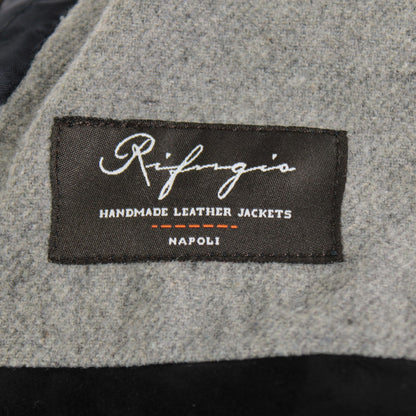 Rifugio
HANDMADE LEATHER JACKETS
NAPOLI